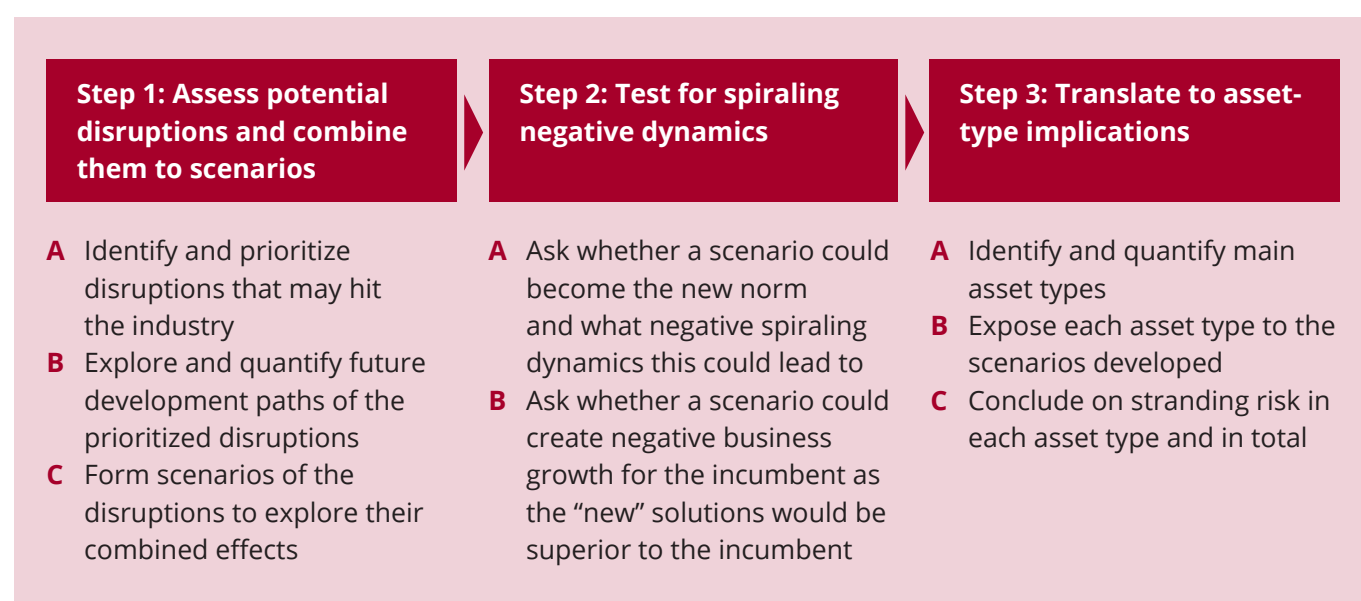 Step 1: Assess potential
disruptions and combine
them to scenarios
A Identify and prioritize
disruptions that may hit
the industry
B Explore and quantify future
development paths of the
prioritized disruptions
C Form scenarios of the
disruptions to explore their
combined effects
Step 2: Test for spiraling
negative dynamics
A Ask whether a scenario could
become the new norm
and what negative spiraling
dynamics this could lead to
B Ask whether a scenario could
create negative business
growth for the incumbent as
the “new” solutions would be
superior to the incumbent
Step 3: Translate to asset-
type implications
A Identify and quantify main
asset types
B Expose each asset type to the
scenarios developed
C Conclude on stranding risk in
each asset type and in total